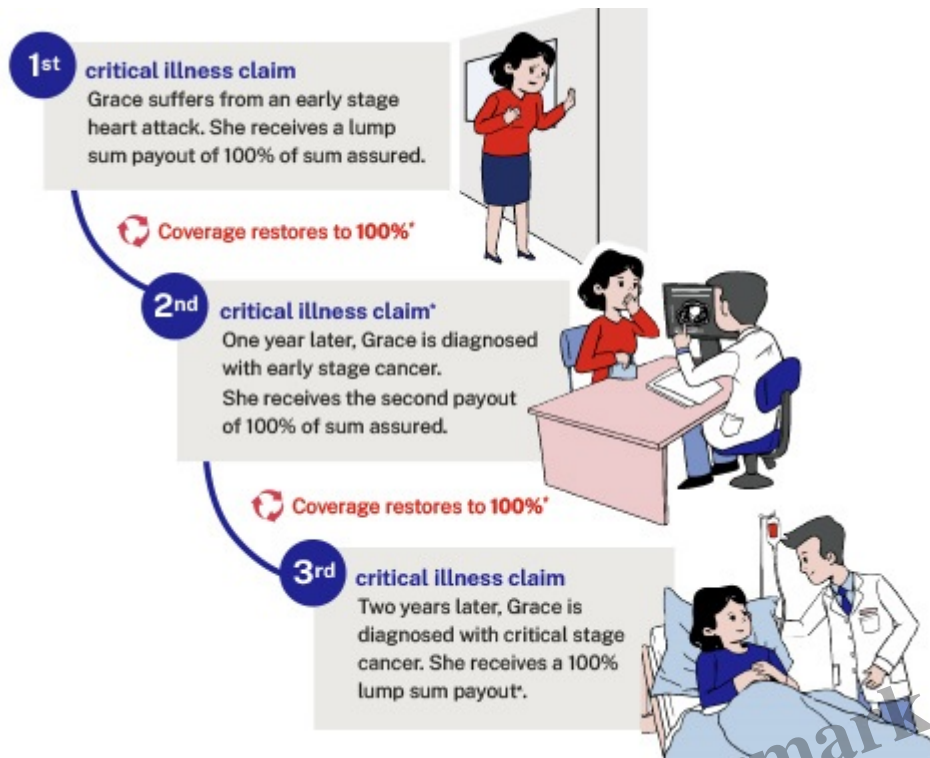 1st
critical illness claim
Grace suffers from an early stage
heart attack. She receives a lump
sum payout of 100% of sum assured.
Coverage restores to 100%*
2nd
critical illness claim*
One year later, Grace is diagnosed
with early stage cancer.
She receives the second payout
of 100% of sum assured.
Coverage restores to 100%*
3rd
critical illness claim
Two years later, Grace is
diagnosed with critical stage
cancer. She receives a 100%
lump sum payout
mark